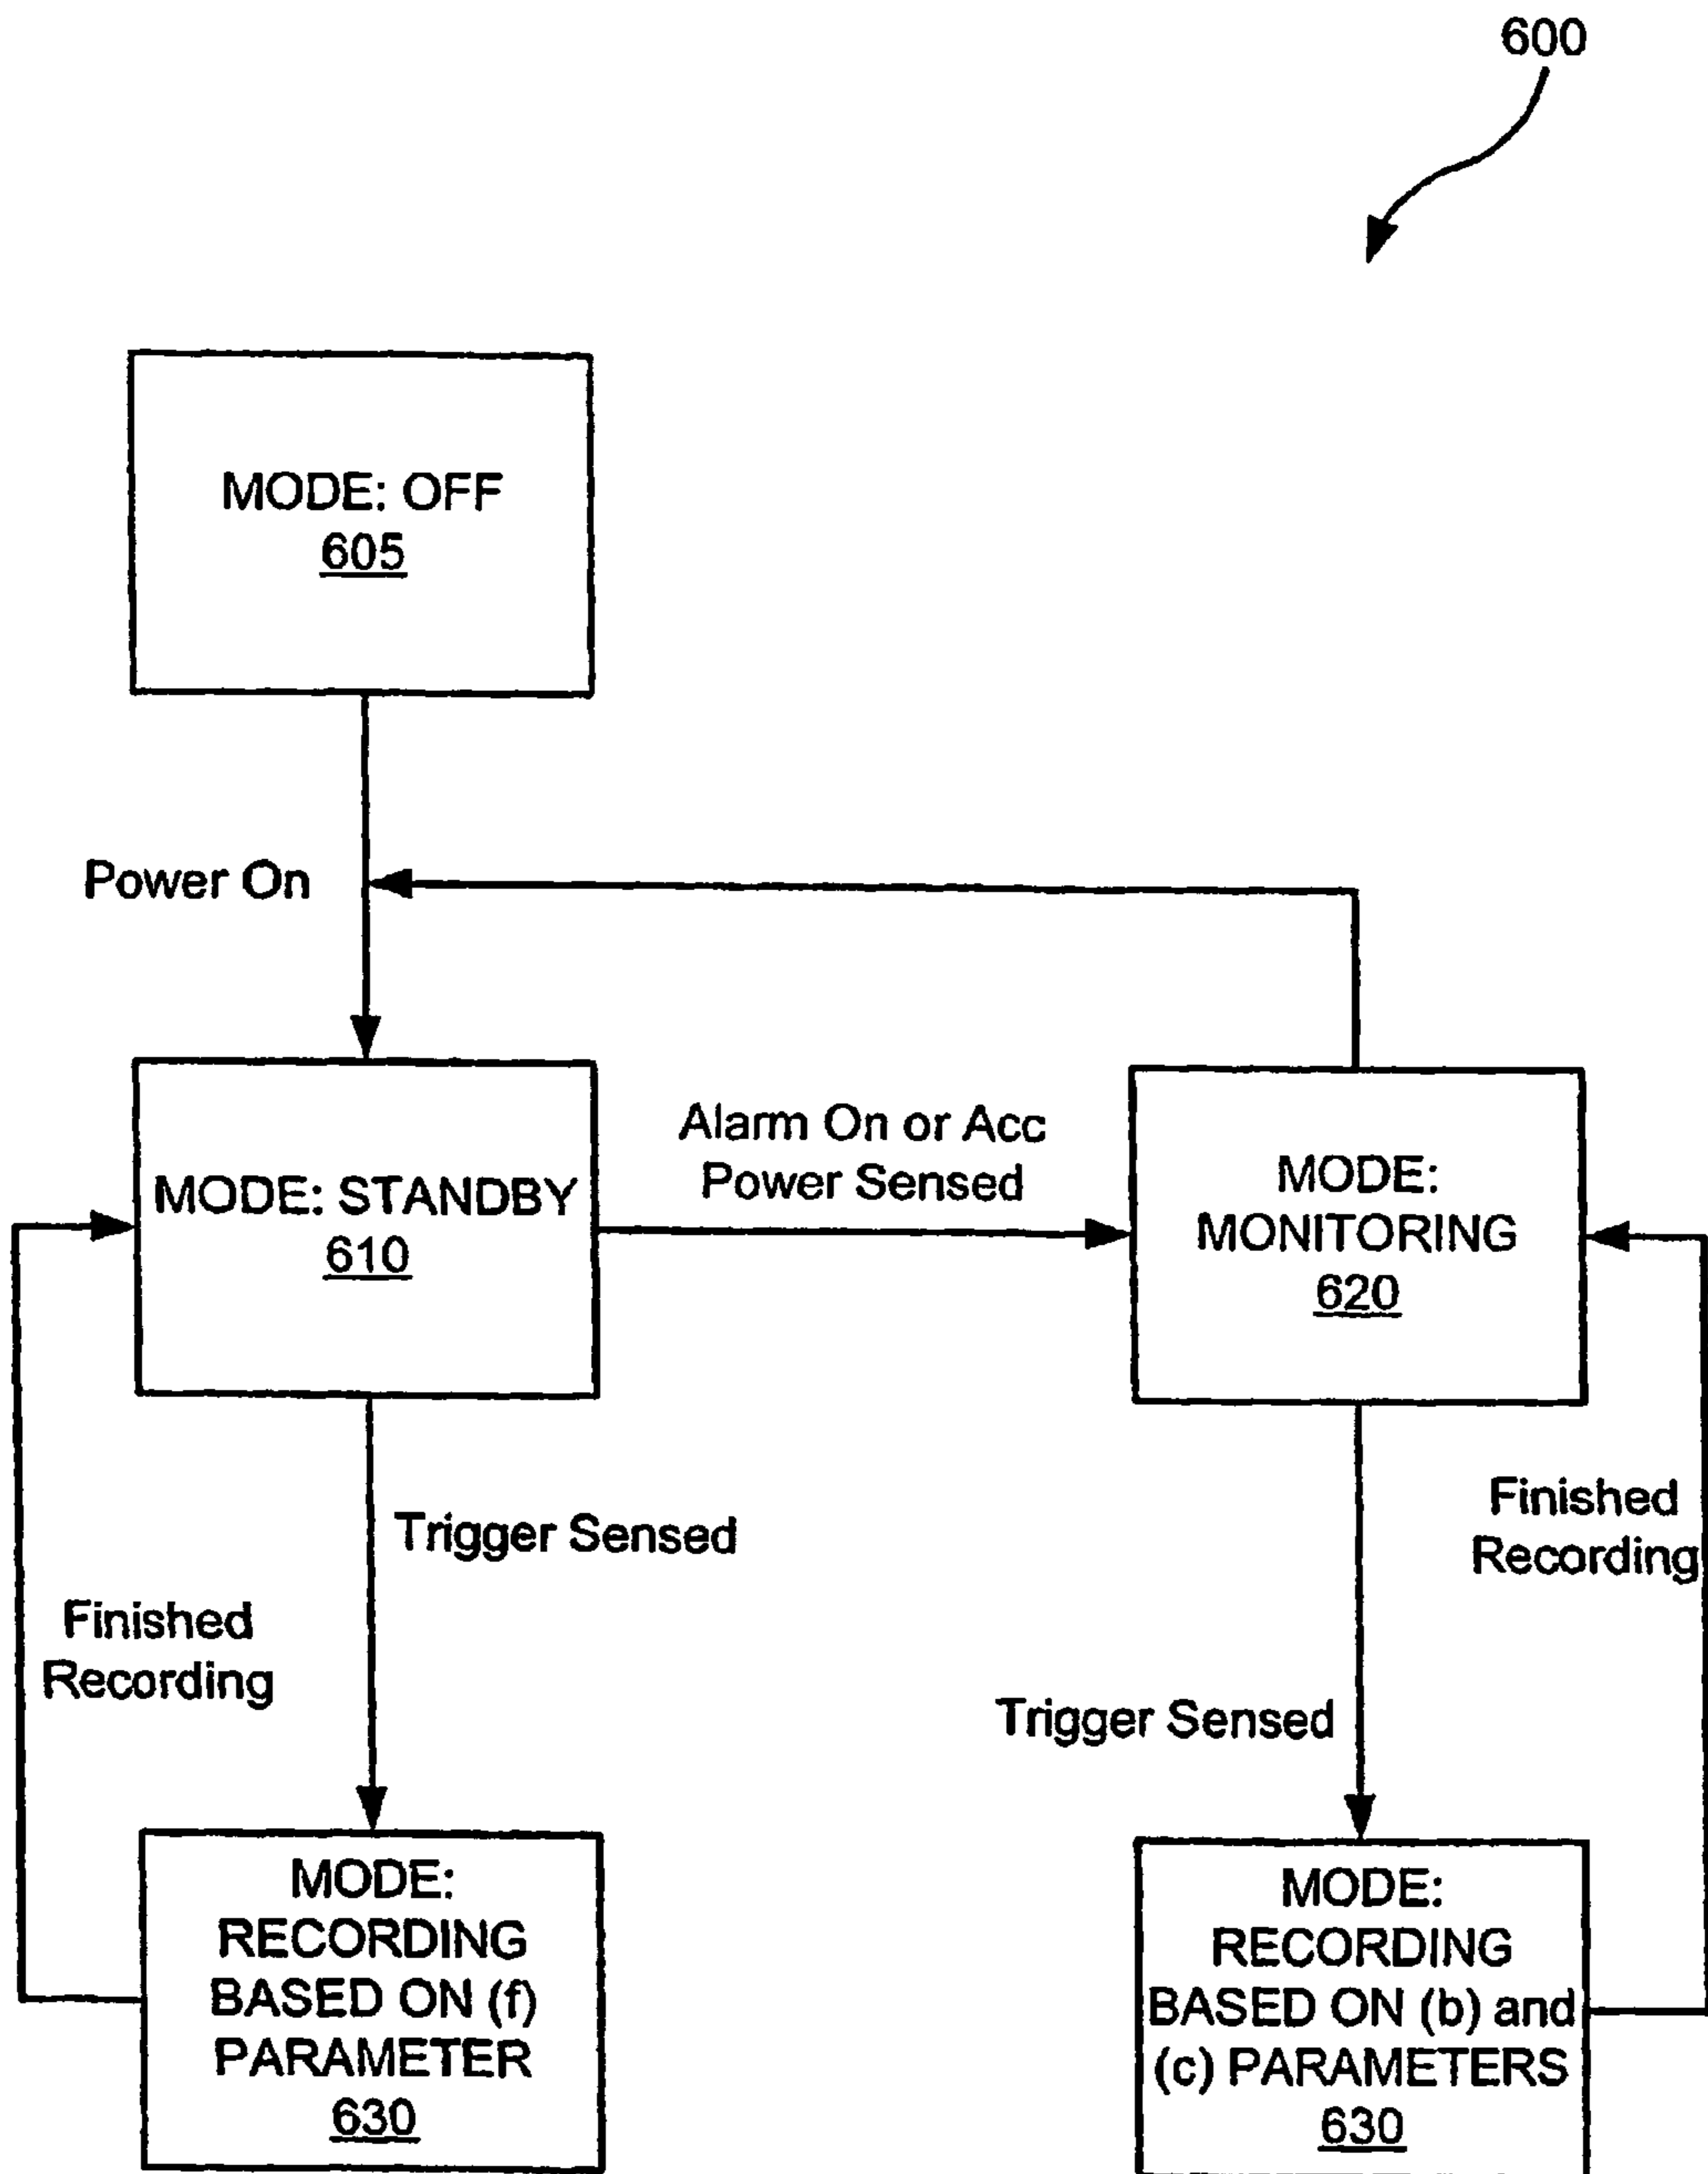 600
MODE: OFF
605
Power On
MODE: STANDBY
610
Alarm On or Acc
Power Sensed
MODE:
MONITORING
620
Trigger Sensed
Finished
Recording
Finished
Recording
Trigger Sensed
MODE:
RECORDING
BASED ON (f)
PARAMETER
630
MODE:
RECORDING
BASED ON (b) and
(c) PARAMETERS
630